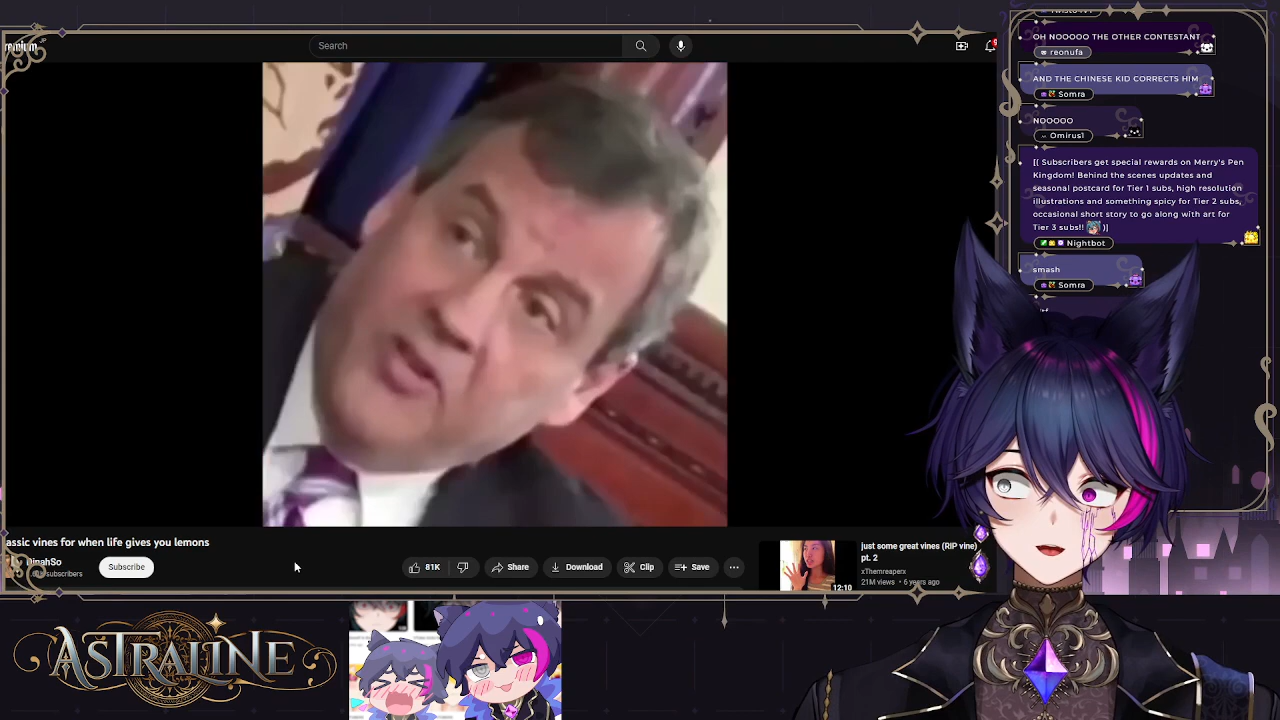 Search
OH NOOOOO THE OTHER CONTESTANT
reonufa
AND THE CHINESE KID CORRECTS HIM
Somra
NOOOOO
Omirus1
[( Subscribers get special rewards on Merry's Pen
Kingdom! Behind the scenes updates and
seasonal postcard for Tier 1 subs, high resolution
illustrations and something spicy for Tier 2 subs,
occasional short story to go along with art for
Tier 3 subs!! )]
Nightbot
smash
Somra
assic vines for when life gives you lemons
DinahSo
subscribers
Subscribe
81K
Share
Download
Clip
Save
12:10
just some great vines (RIP vine)
pt. 2
xThemreaperx
21M views • 6 years ago
ASTRALINE